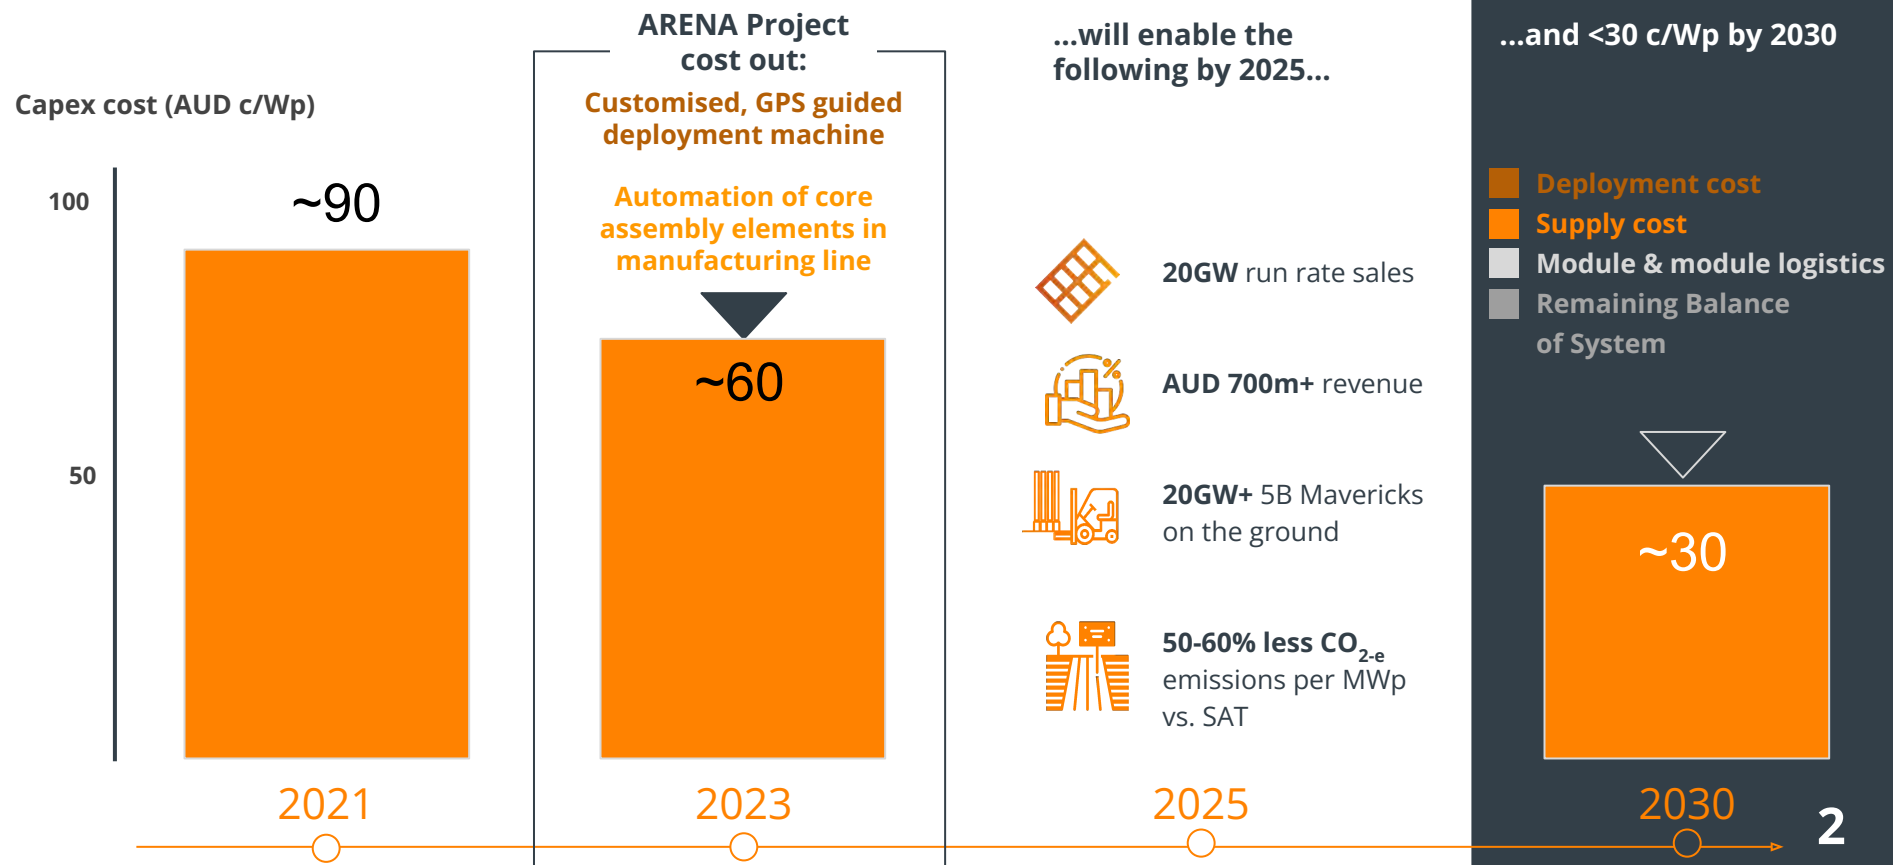 Capex cost (AUD c/Wp)
100
50
~90
2021
ARENA Project
cost out:
Customised, GPS guided
deployment machine
Automation of core
assembly elements in
manufacturing line
~60
2023
...will enable the
following by 2025...
20GW run rate sales
%
AUD 700m+ revenue
20GW+ 5B Mavericks
on the ground
50-60% less CO2-e
emissions per MWp
vs. SAT
2025
...and <30 c/Wp by 2030
Deployment cost
Supply cost
Module & module logistics
Remaining Balance
of System
~30
2030
2